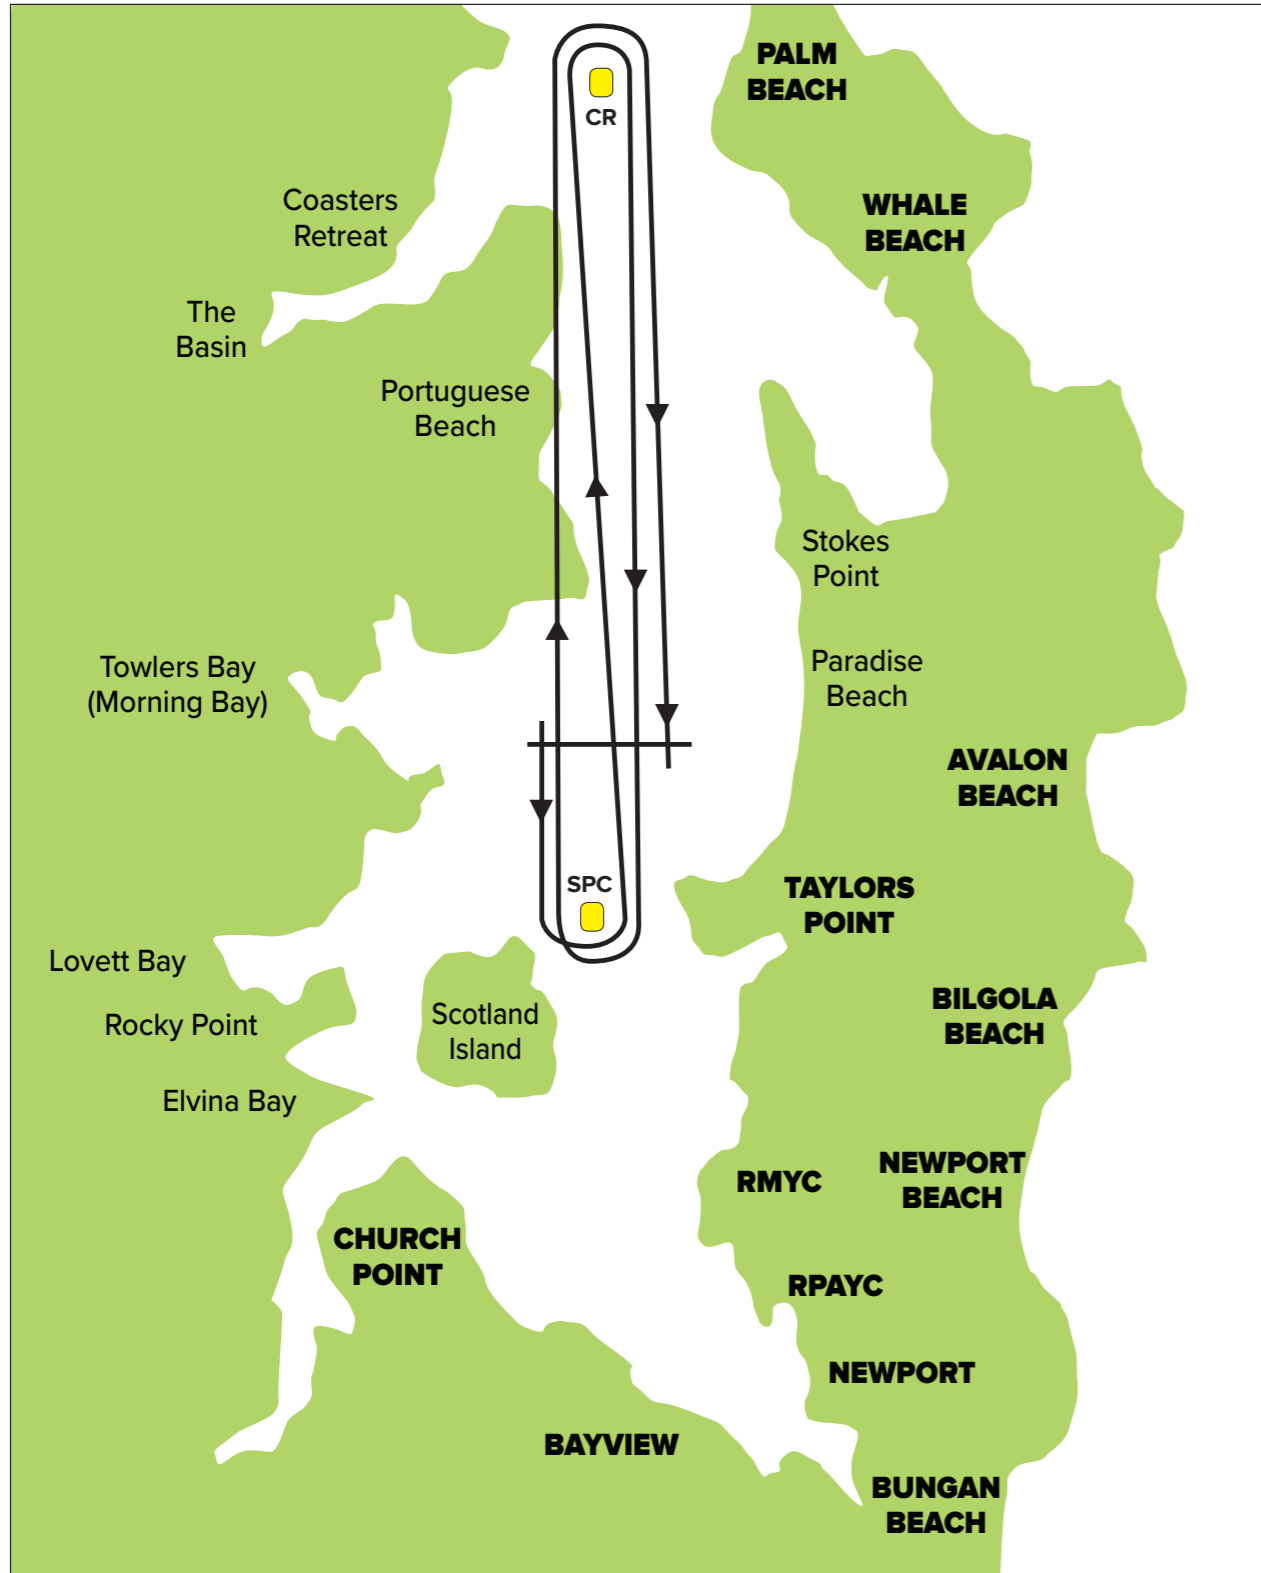 PALM
BEACH
CR
Coasters
Retreat
WHALE
BEACH
The
Basin
Portuguese
Beach
Stokes
Point
Paradise
Beach
Towlers Bay
(Morning Bay)
AVALON
BEACH
SPC
TAYLORS
POINT
Lovett Bay
Scotland
Island
BILGOLA
BEACH
Rocky Point
Elvina Bay
RMYC
NEWPORT
BEACH
CHURCH
POINT
RPAYC
NEWPORT
BAYVIEW
BUNGAN
BEACH